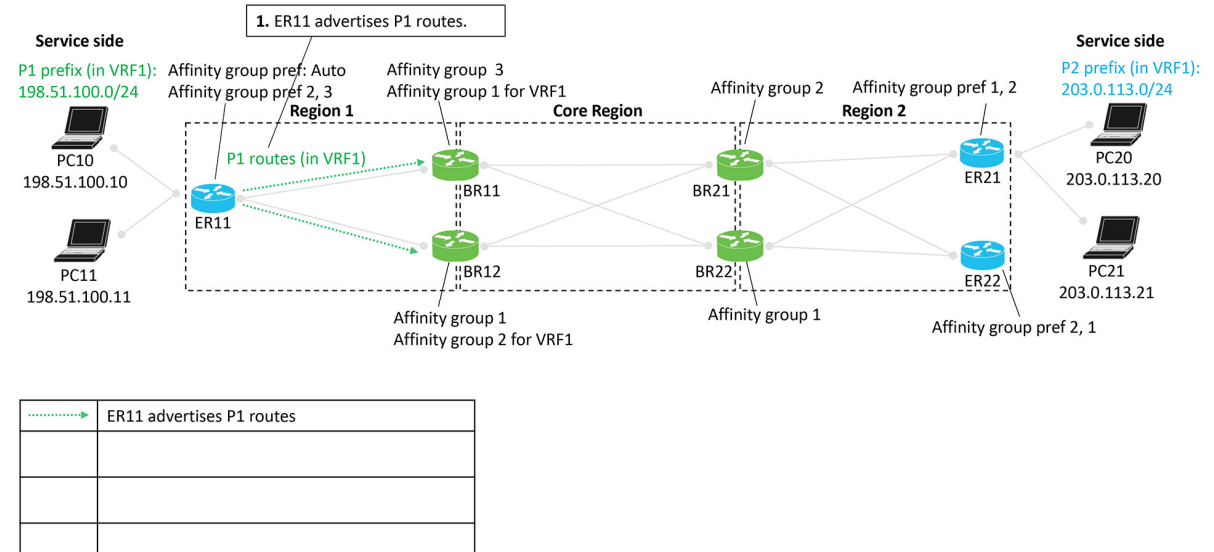 1. ER11 advertises P1 routes.
Service side
P1 prefix (in VRF1):
198.51.100.0/24
Affinity group pref: Auto
Affinity group pref 2, 3
Affinity group 3
Affinity group 1 for VRF1
Affinity group 2
Affinity group pref 1, 2
Service side
P2 prefix (in VRF1):
203.0.113.0/24
Region 1
Core Region
Region 2
P1 routes (in VRF1)
PC10
198.51.100.10
ER11
BR11
BR21
ER21
PC20
203.0.113.20
PC11
198.51.100.11
BR12
BR22
ER22
PC21
203.0.113.21
Affinity group 1
Affinity group 2 for VRF1
Affinity group 1
Affinity group pref 2, 1
ER11 advertises P1 routes